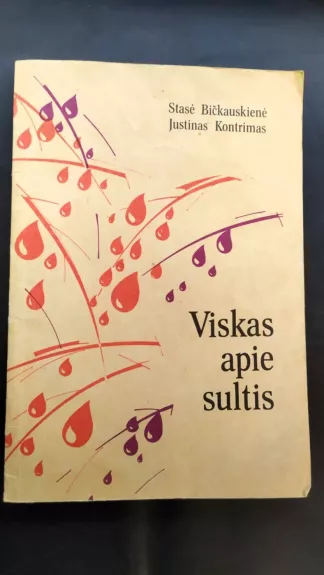 Stasė Bičkauskienė
Justinas Kontrimas
Viskas
apie
sultis